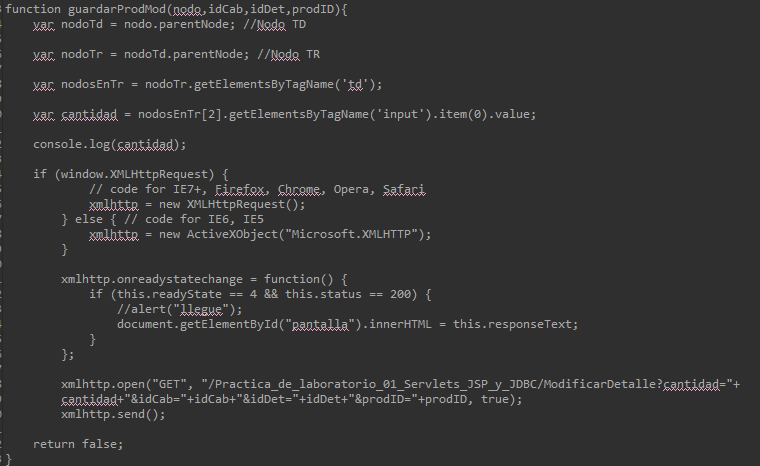 function guardarProdMod(nodo,idCab,idDet,prodID){
var nodoTd = nodo.parentNode; //Nodo TD
var nodoTr = nodoTd.parentNode; //Nodo TR
var nodosEnTr = nodoTr.getElementsByTagName('td');
var cantidad = nodosEnTr[2].getElementsByTagName('input').item(0).value;
console.log(cantidad);
if (window.XMLHttpRequest) {
// code for IE7+, Firefox, Chrome, Opera, Safari
xmlhttp = new XMLHttpRequest();
} else { // code for IE6, IE5
xmlhttp = new ActiveXObject("Microsoft.XMLHTTP");
}
xmlhttp.onreadystatechange = function() {
if (this.readyState == 4 && this.status == 200) {
//alert("llegue");
document.getElementById("pantalla").innerHTML = this.responseText;
}
};
xmlhttp.open("GET", "/Practica_de_laboratorio_01_Servlets_JSP_y_JDBC/ModificarDetalle?cantidad="+
cantidad+"&idCab="+idCab+"&idDet="+idDet+"&prodID="+prodID, true);
xmlhttp.send();
return false;
}